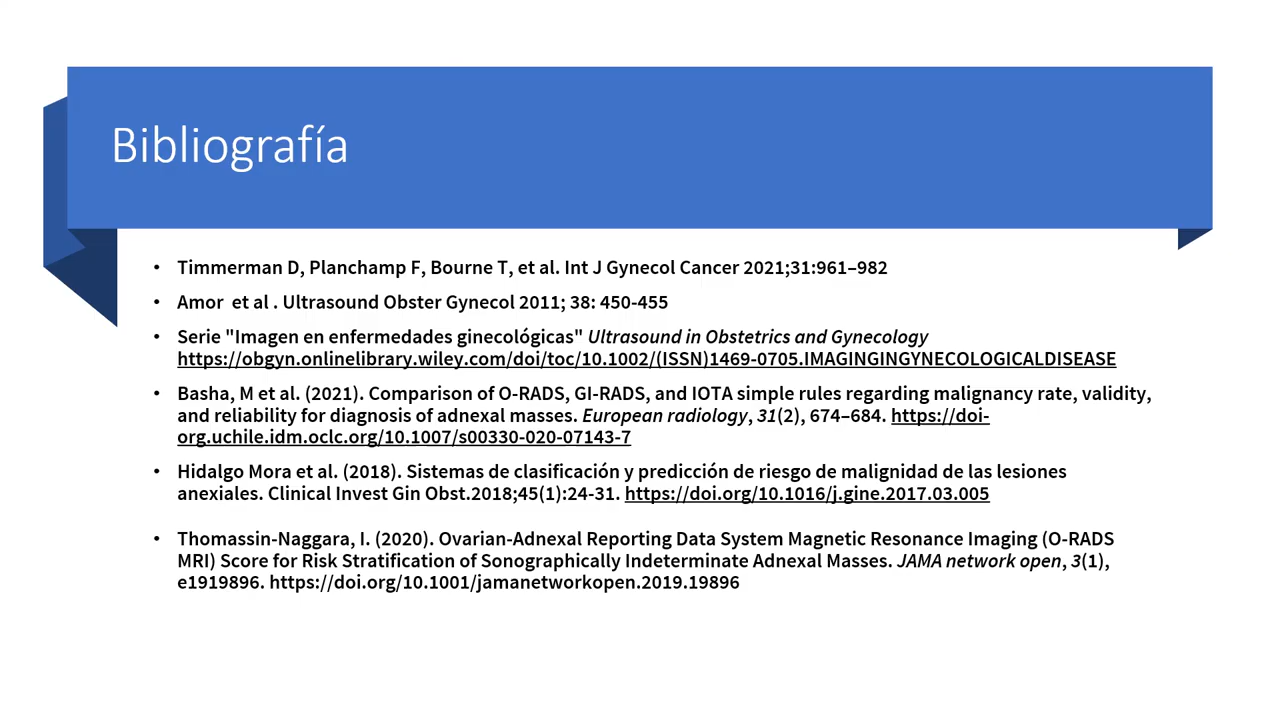 Bibliografía
• Timmerman D, Planchamp F, Bourne T, et al. Int J Gynecol Cancer 2021;31:961–982
• Amor et al . Ultrasound Obster Gynecol 2011; 38: 450-455
• Serie "Imagen en enfermedades ginecológicas" Ultrasound in Obstetrics and Gynecology
https://obgyn.onlinelibrary.wiley.com/doi/toc/10.1002/(ISSN)1469-0705.IMAGINGINGYNECOLOGICALDISEASE
• Basha, M et al. (2021). Comparison of O-RADS, GI-RADS, and IOTA simple rules regarding malignancy rate, validity,
and reliability for diagnosis of adnexal masses. European radiology, 31(2), 674–684. https://doi-
org.uchile.idm.oclc.org/10.1007/s00330-020-07143-7
• Hidalgo Mora et al. (2018). Sistemas de clasificación y predicción de riesgo de malignidad de las lesiones
anexiales. Clinical Invest Gin Obst.2018;45(1):24-31. https://doi.org/10.1016/j.gine.2017.03.005
• Thomassin-Naggara, I. (2020). Ovarian-Adnexal Reporting Data System Magnetic Resonance Imaging (O-RADS
MRI) Score for Risk Stratification of Sonographically Indeterminate Adnexal Masses. JAMA network open, 3(1),
e1919896. https://doi.org/10.1001/jamanetworkopen.2019.19896